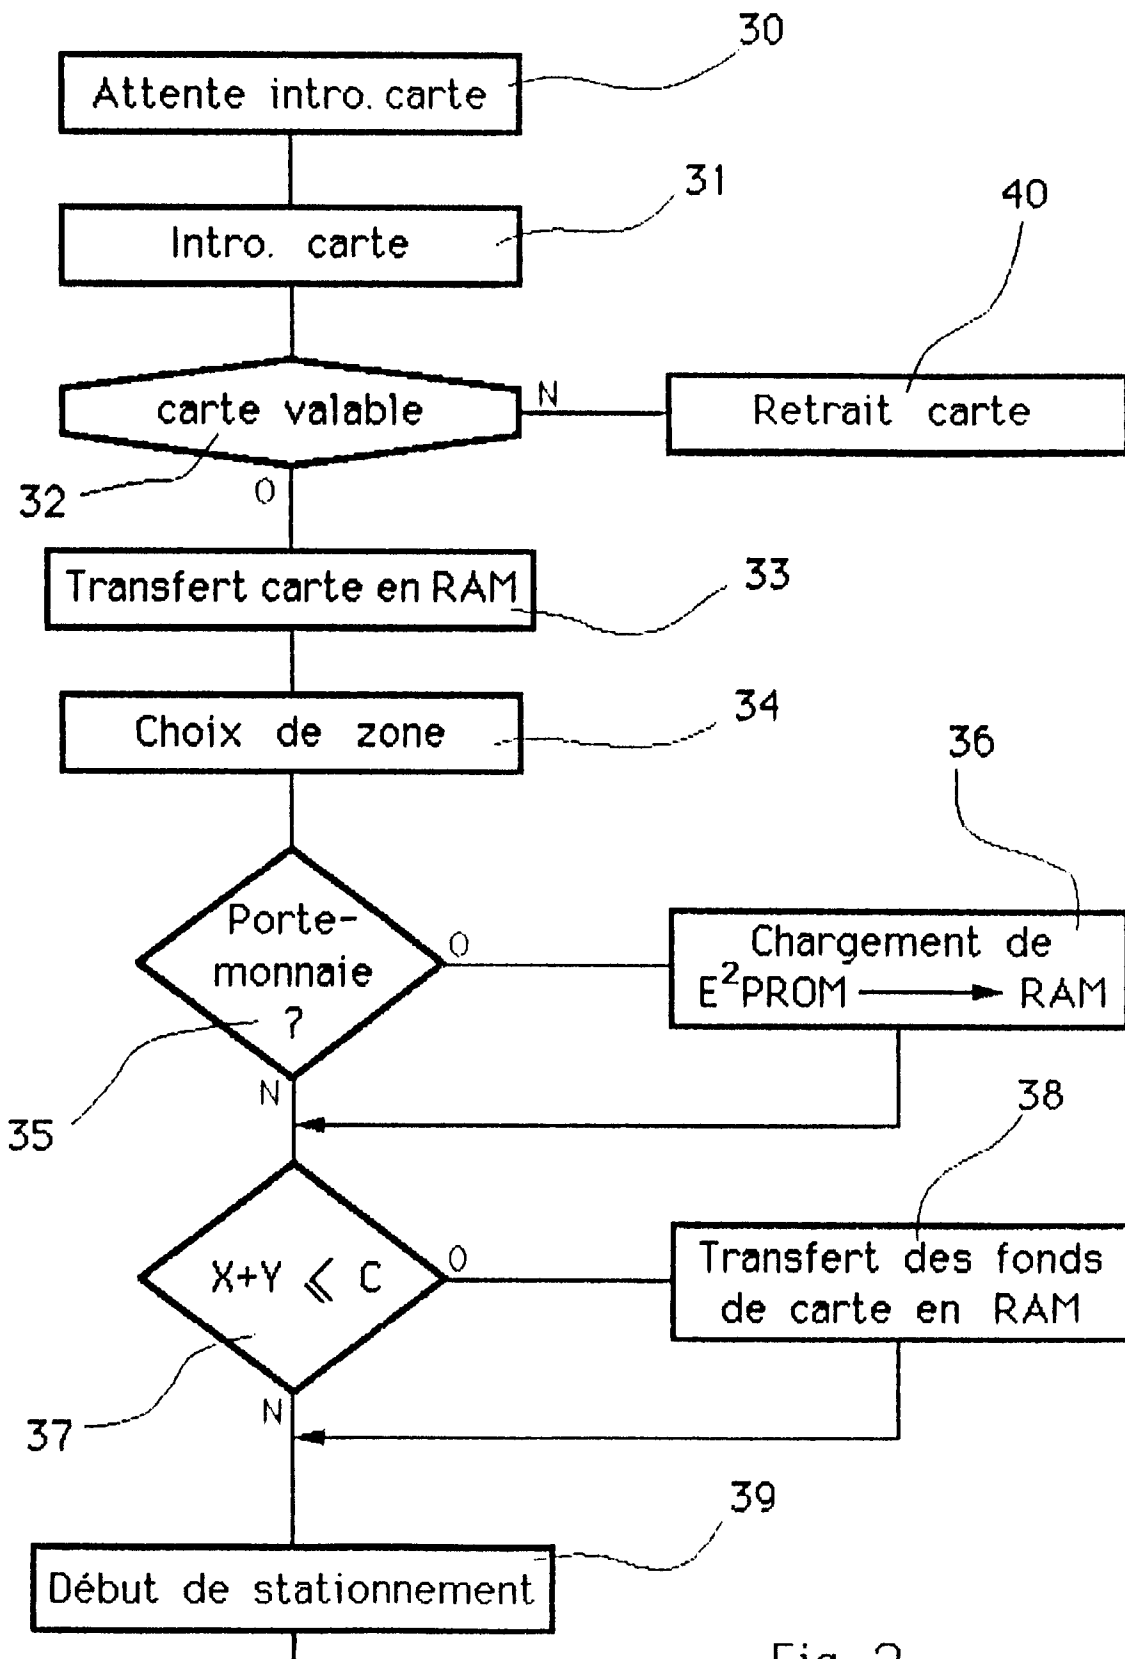 30
Attente intro. carte
31
Intro. carte
40
carte valable
N
Retrait carte
32
O
Transfert carte en RAM
33
Choix de zone
34
36
Porte-
monnaie
?
O
Chargement de
E²PROM → RAM
35
N
38
X+Y ⩽ C
O
Transfert des fonds
de carte en RAM
37
N
39
Début de stationnement